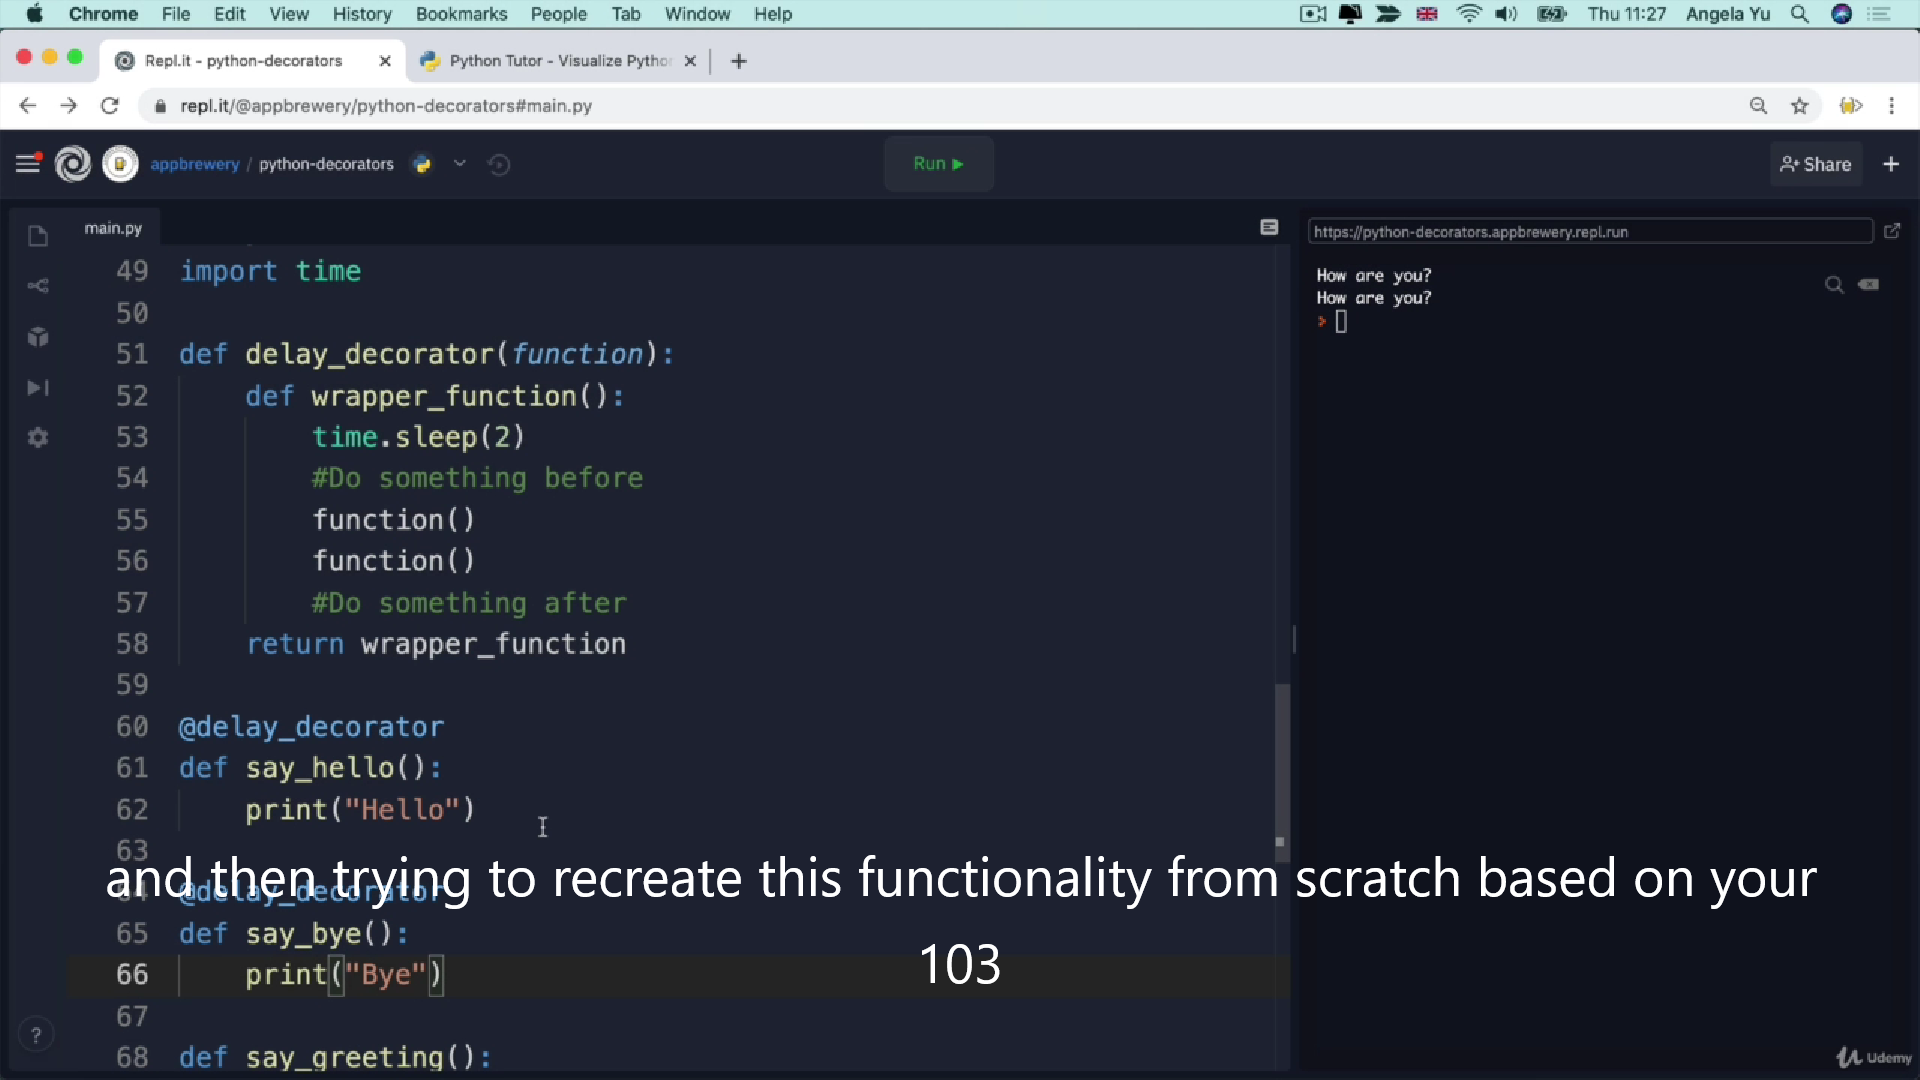 Chrome File Edit View History Bookmarks People Tab Window Help Thu 11:27 Angela Yu
Repl.it - python-decorators Python Tutor - Visualize Pytho
repl.it/@appbrewery/python-decorators#main.py
appbrewery / python-decorators Run Share
main.py
https://python-decorators.appbrewery.repl.run
How are you?
How are you?
49 import time
50
51 def delay_decorator(function):
52 def wrapper_function():
53 time.sleep(2)
54 #Do something before
55 function()
56 function()
57 #Do something after
58 return wrapper_function
59
60 @delay_decorator
61 def say_hello():
62 print("Hello")
63
64 @delay_decorator
and then trying to recreate this functionality from scratch based on your
65 def say_bye():
103
66 print("Bye")
67
68 def say_greeting():
Udemy